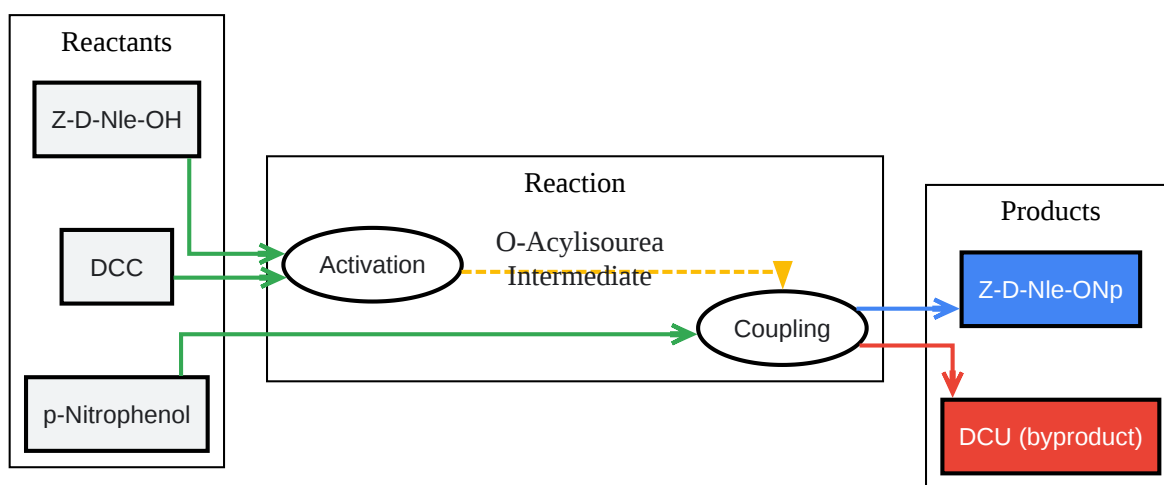 Reactants
Z-D-Nle-OH
DCC
p-Nitrophenol
Reaction
Activation
O-Acylisourea
Intermediate
Coupling
Products
Z-D-Nle-ONp
DCU (byproduct)